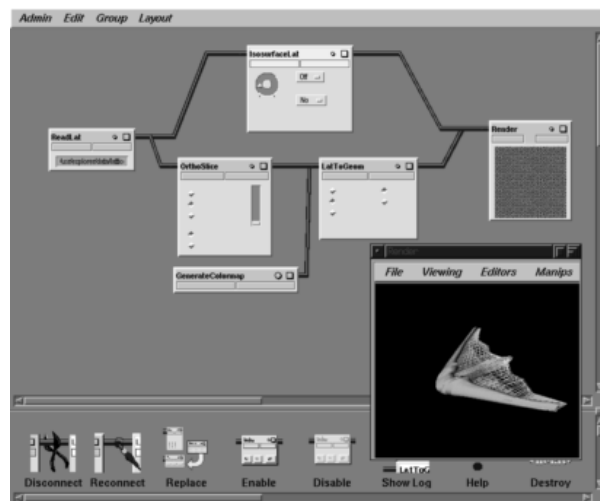 Admin Edit Group Layout
IsosurfaceLat
Off
No
ReadLat
Render
OrthoSlice
LatToGeom
GenerateColormap
Render
File Viewing Editors Manips
LatToG
Disconnect Reconnect Replace Enable Disable Show Log Help Destroy